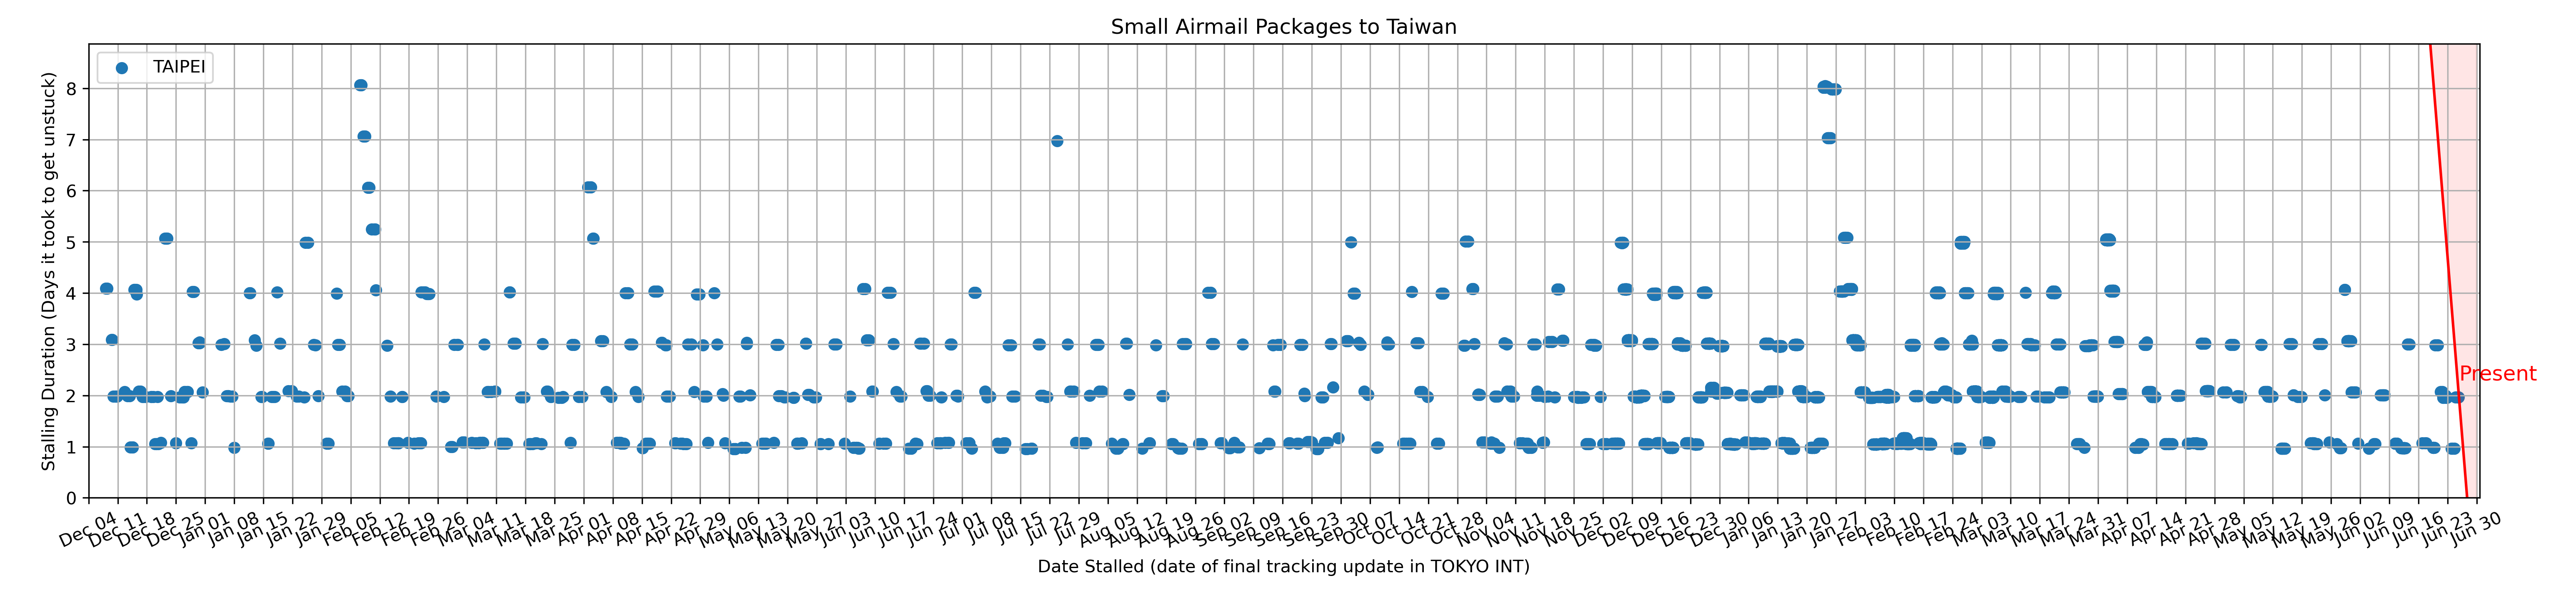 Small Airmail Packages to Taiwan
TAIPEI
Stalling Duration (Days it took to get unstuck)
8
7
6
5
4
3
2
1
0
Present
Dec 04
Dec 11
Dec 18
Dec 25
Jan 01
Jan 08
Jan 15
Jan 22
Jan 29
Feb 05
Feb 12
Feb 19
Feb 26
Mar 04
Mar 11
Mar 18
Mar 25
Apr 01
Apr 08
Apr 15
Apr 22
Apr 29
May 06
May 13
May 20
May 27
Jun 03
Jun 10
Jun 17
Jun 24
Jul 01
Jul 08
Jul 15
Jul 22
Jul 29
Aug 05
Aug 12
Aug 19
Aug 26
Sep 02
Sep 09
Sep 16
Sep 23
Sep 30
Oct 07
Oct 14
Oct 21
Oct 28
Nov 04
Nov 11
Nov 18
Nov 25
Dec 02
Dec 09
Dec 16
Dec 23
Dec 30
Jan 06
Jan 13
Jan 20
Jan 27
Feb 03
Feb 10
Feb 17
Feb 24
Mar 03
Mar 10
Mar 17
Mar 24
Mar 31
Apr 07
Apr 14
Apr 21
Apr 28
May 05
May 12
May 19
May 26
Jun 02
Jun 09
Jun 16
Jun 23
Jun 30
Date Stalled (date of final tracking update in TOKYO INT)